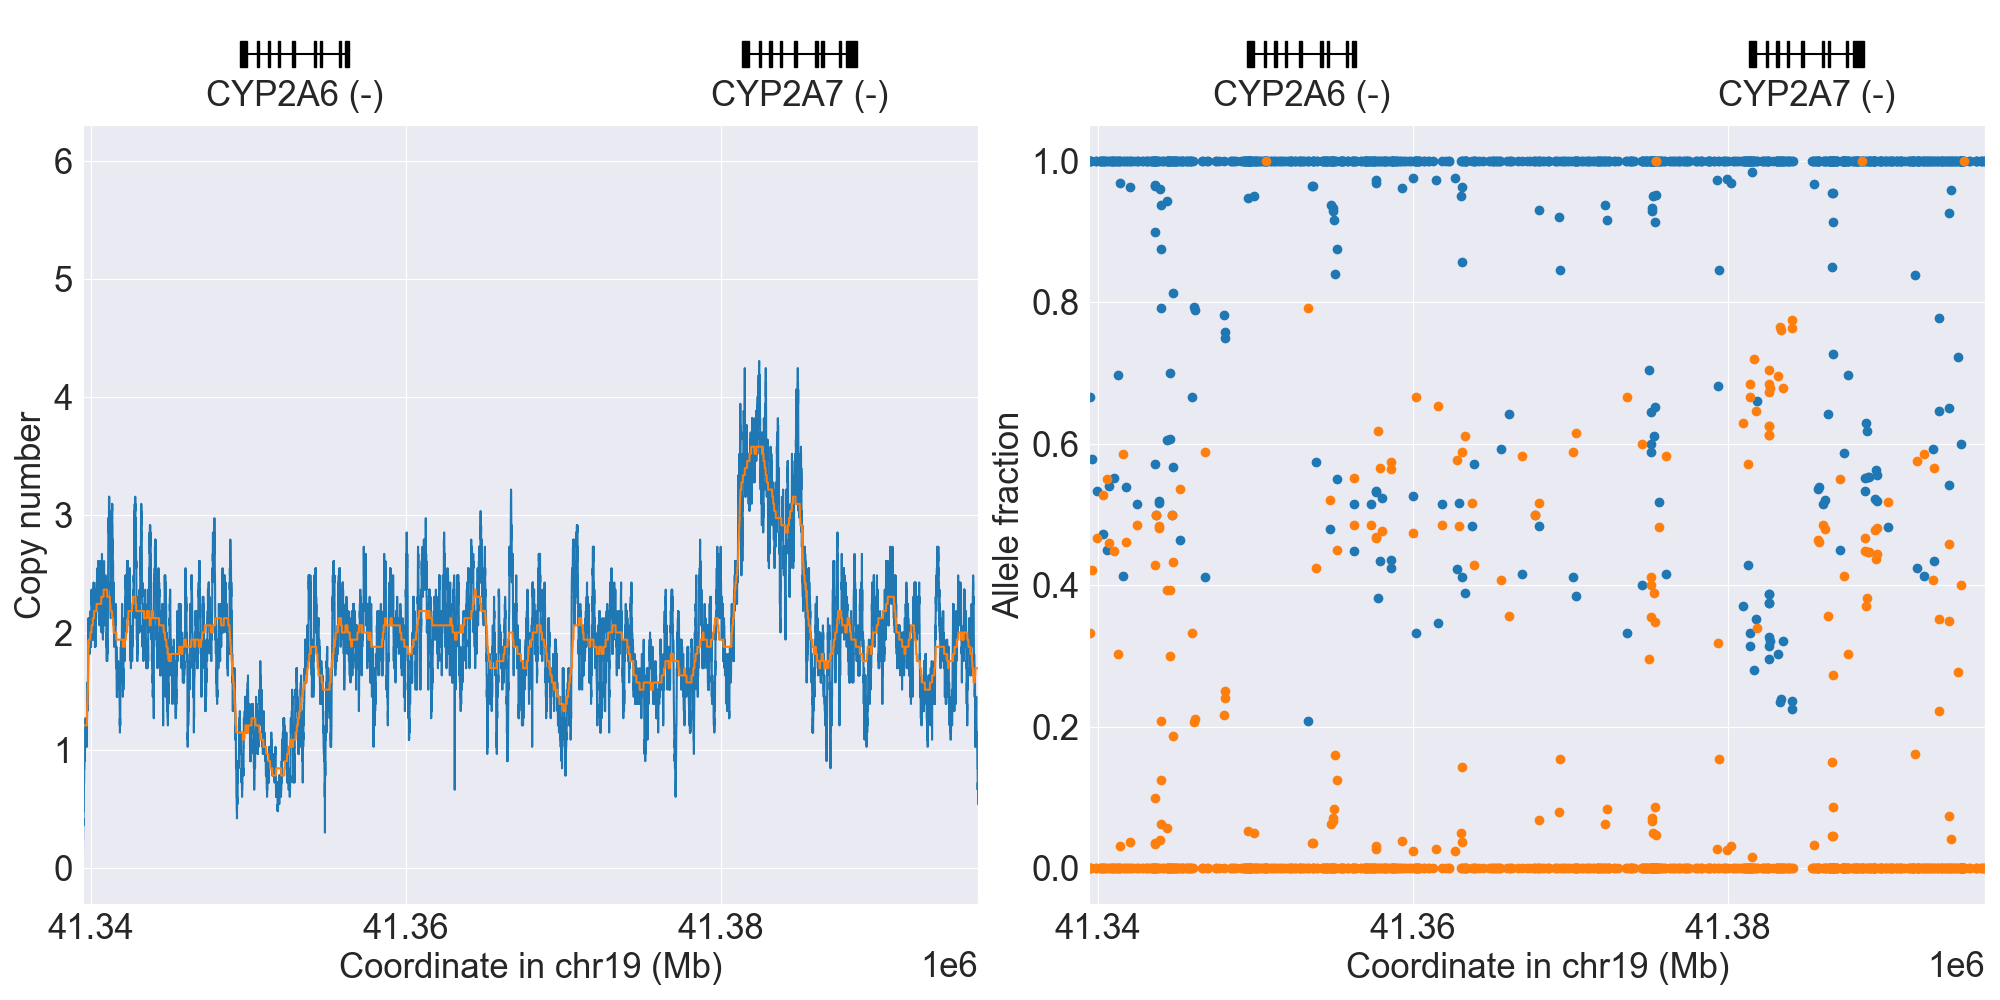 CYP2A6 (-)
CYP2A7 (-)
6
5
4
3
2
1
0
Copy number
41.34
41.36
41.38
Coordinate in chr19 (Mb)
1e6
CYP2A6 (-)
CYP2A7 (-)
1.0
0.8
0.6
0.4
0.2
0.0
Allele fraction
41.34
41.36
41.38
Coordinate in chr19 (Mb)
1e6